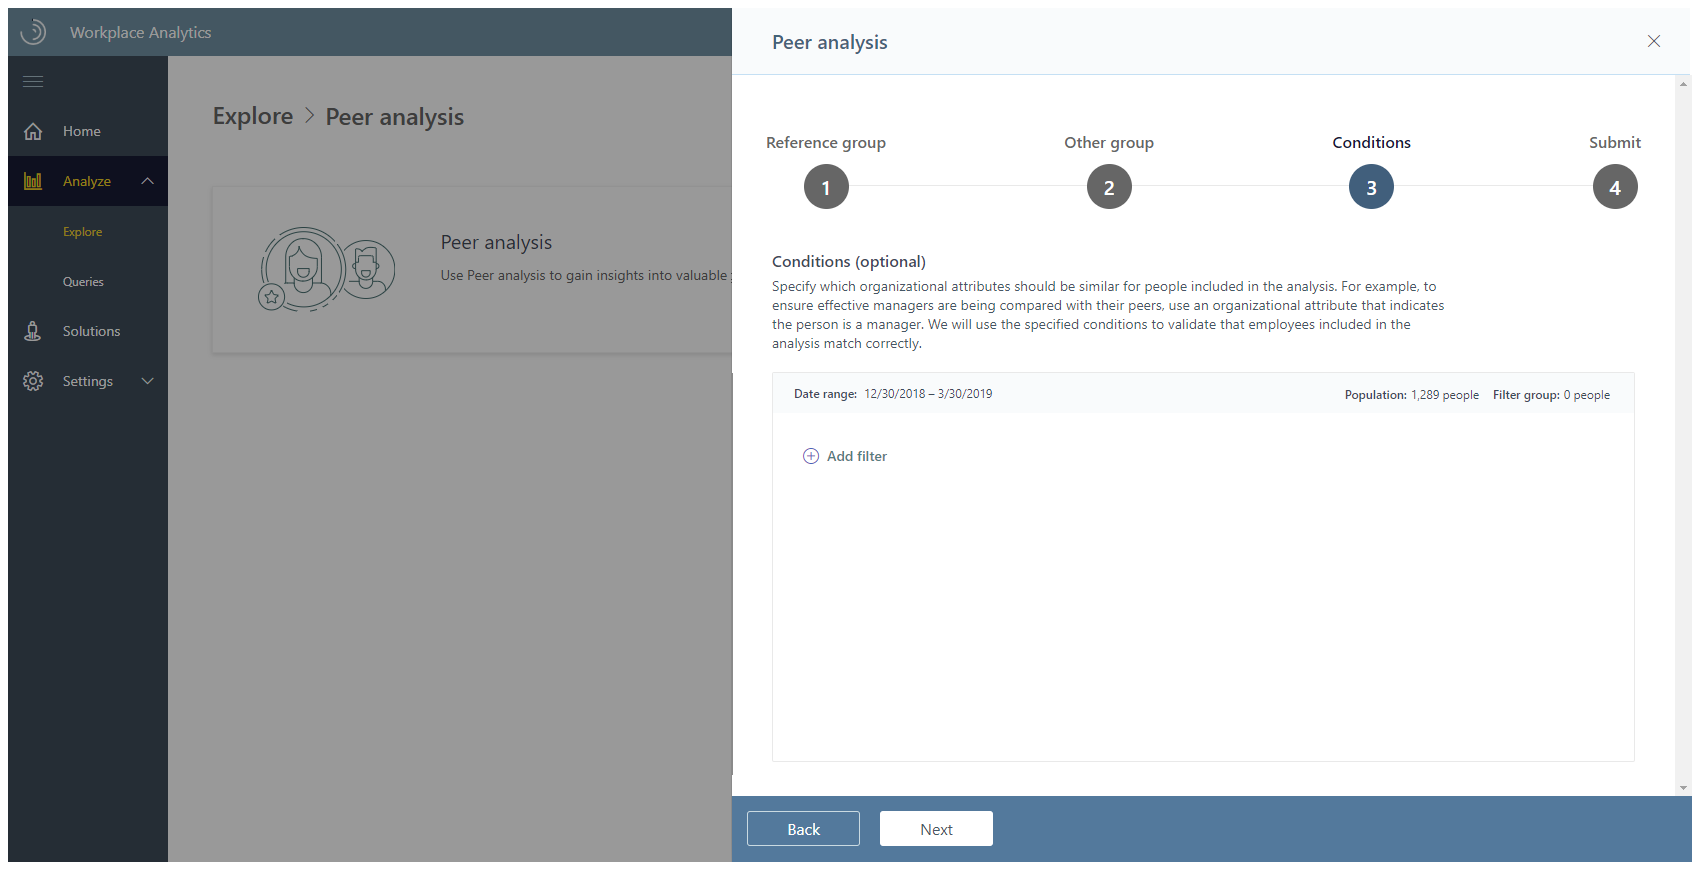 Workplace Analytics
Home
Analyze
Explore
Queries
Solutions
Settings
Explore > Peer analysis
Peer analysis
Use Peer analysis to gain insights into valuable
Peer analysis
Reference group
Other group
Conditions
Submit
1
2
3
4
Conditions (optional)
Specify which organizational attributes should be similar for people included in the analysis. For example, to
ensure effective managers are being compared with their peers, use an organizational attribute that indicates
the person is a manager. We will use the specified conditions to validate that employees included in the
analysis match correctly.
Date range: 12/30/2018 – 3/30/2019
Population: 1,289 people
Filter group: 0 people
Add filter
Back
Next